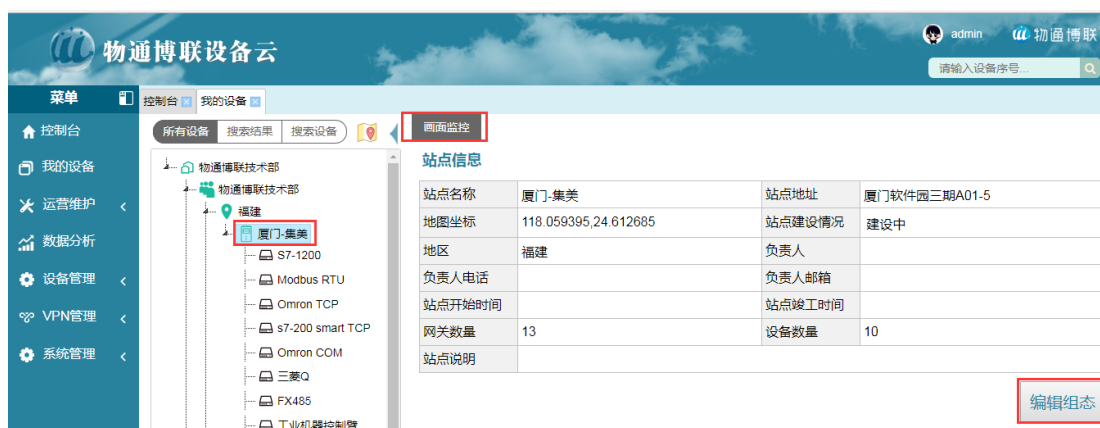 物通博联设备云
admin
物通博联
请输入设备序号...
菜单
控制台
我的设备
控制台
我的设备
运营维护
数据分析
设备管理
VPN管理
系统管理
所有设备
搜索结果
搜索设备
物通博联技术部
物通博联技术部
福建
厦门-集美
S7-1200
Modbus RTU
Omron TCP
s7-200 smart TCP
Omron COM
三菱Q
FX485
工业机器控制臂
画面监控
站点信息
站点名称 厦门-集美 站点地址 厦门软件园三期A01-5
地图坐标 118.059395,24.612685 站点建设情况 建设中
地区 福建 负责人
负责人电话 负责人邮箱
站点开始时间 站点竣工时间
网关数量 13 设备数量 10
站点说明
编辑组态